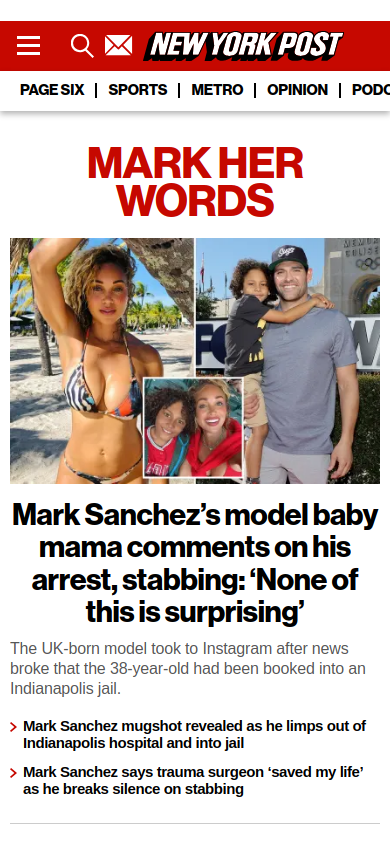 NEW YORK POST
PAGE SIX
SPORTS
METRO
OPINION
MARK HER
WORDS
Mark Sanchez’s model baby
mama comments on his
arrest, stabbing: ‘None of
this is surprising’
The UK-born model took to Instagram after news
broke that the 38-year-old had been booked into an
Indianapolis jail.
Mark Sanchez mugshot revealed as he limps out of
Indianapolis hospital and into jail
Mark Sanchez says trauma surgeon ‘saved my life’
as he breaks silence on stabbing